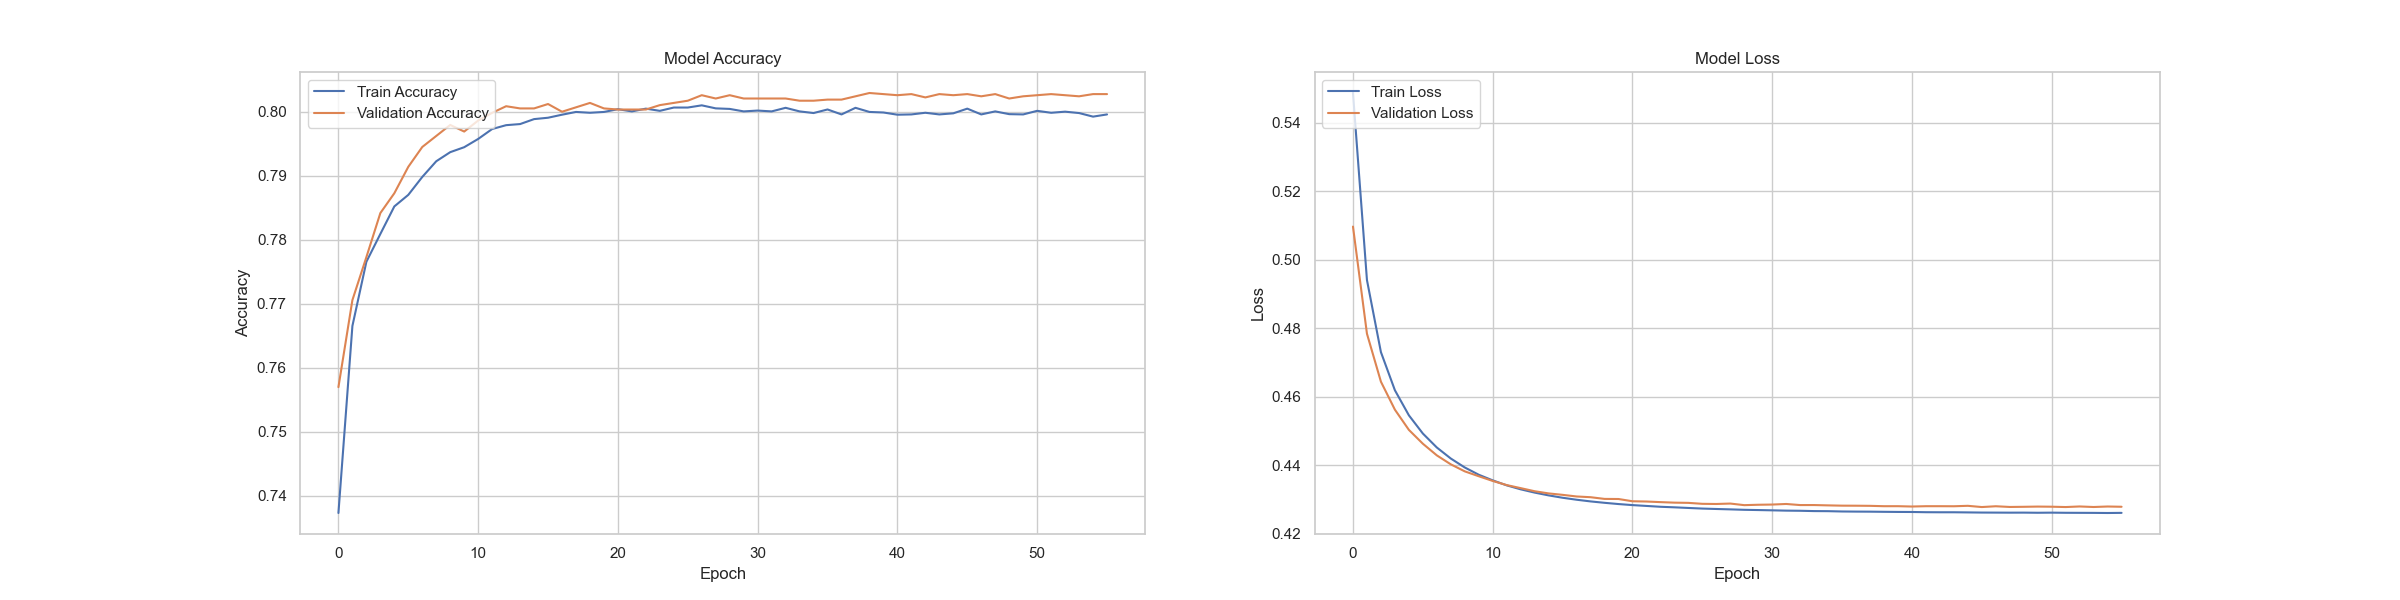 Model Accuracy
Train Accuracy
Validation Accuracy
0.80
0.79
0.78
0.77
0.76
0.75
0.74
Accuracy
0 10 20 30 40 50
Epoch
Model Loss
Train Loss
Validation Loss
0.54
0.52
0.50
0.48
0.46
0.44
0.42
Loss
0 10 20 30 40 50
Epoch